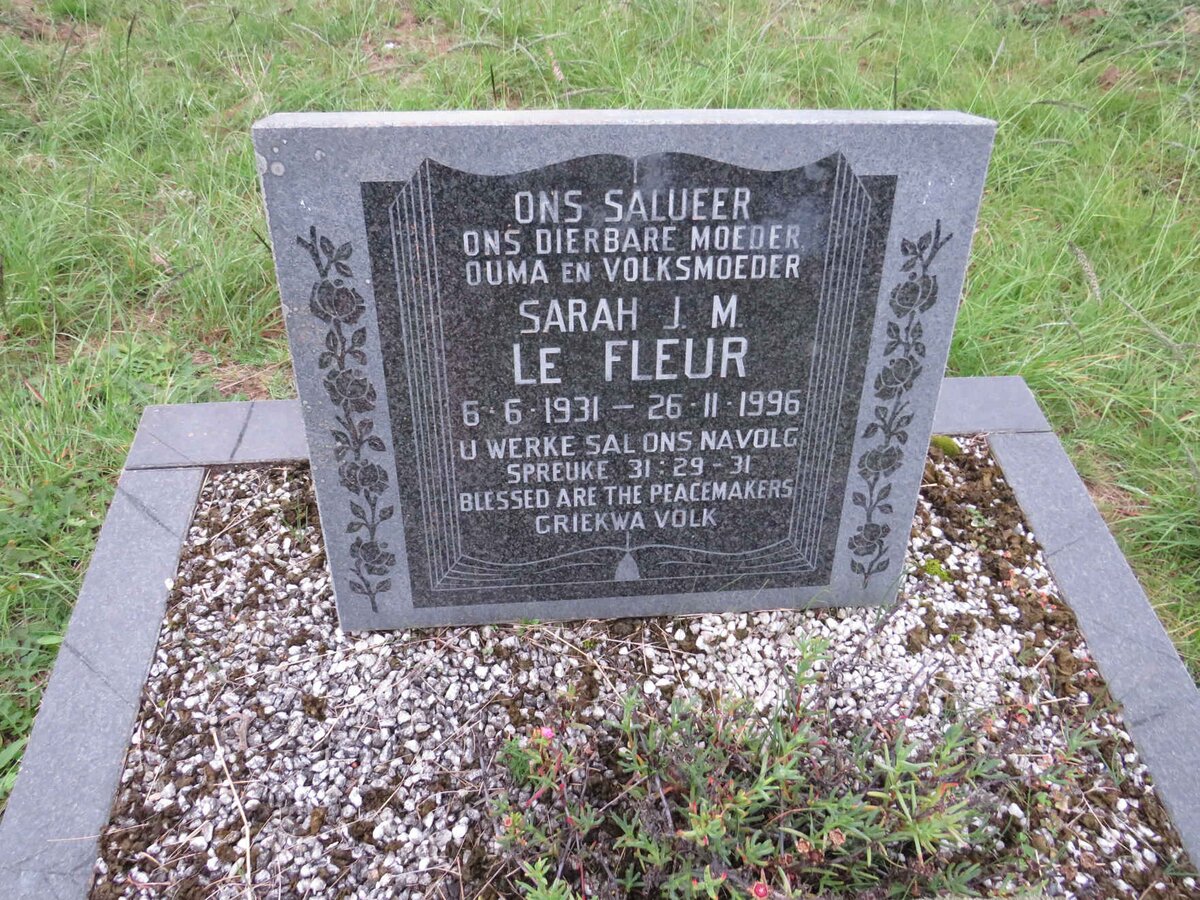 ONS SALUEER
ONS DIERBARE MOEDER,
OUMA EN VOLKSMOEDER
SARAH J. M.
LE FLEUR
6·6·1931 — 26·11·1996
U WERKE SAL ONS NAVOLG
SPREUKE 31:29-31
BLESSED ARE THE PEACEMAKERS
GRIEKWA VOLK